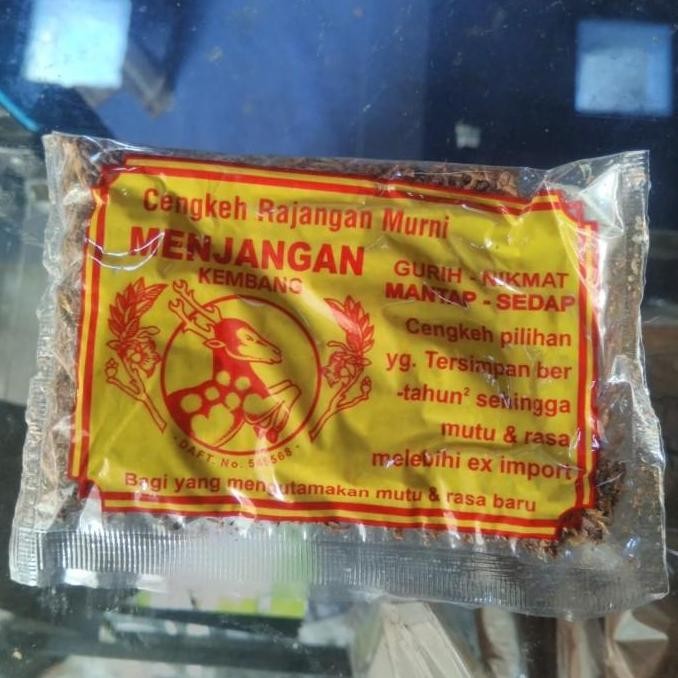 Cengkeh Rajangan Murni
MENJANGAN
KEMBANG
GURIH - NIKMAT
MANTAP - SEDAP
Cengkeh pilihan
yg. Tersimpan ber
-tahun² sehingga
mutu & rasa
melebihi ex import
- DAFT. No.
Bagi yang mengutamakan mutu & rasa baru